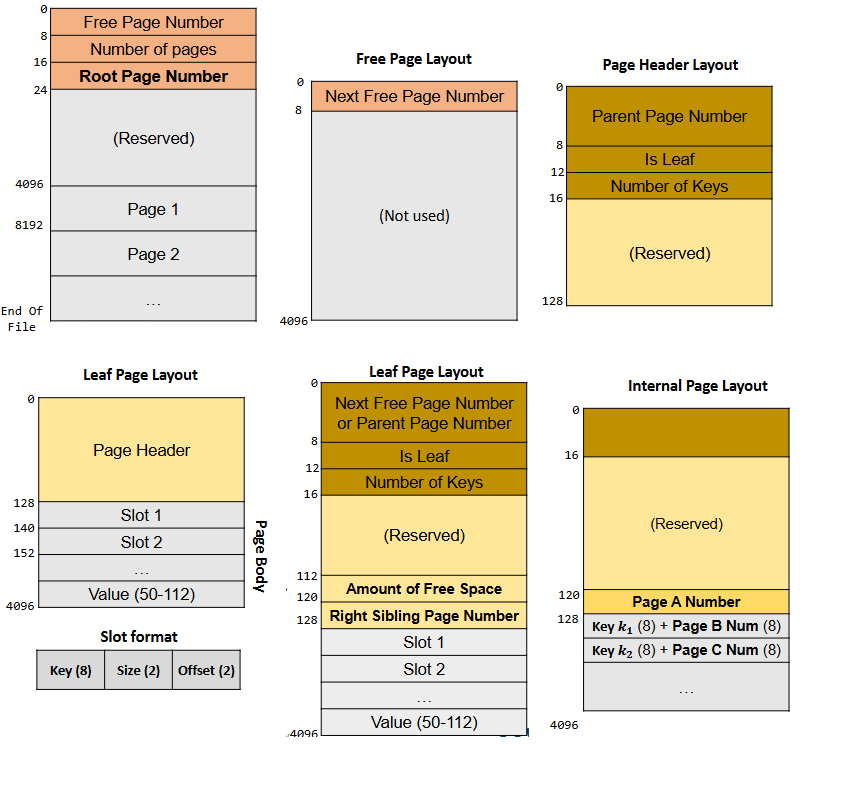 0
Free Page Number
8
Number of pages
16
Root Page Number
24
(Reserved)
4096
Page 1
8192
Page 2
...
End Of
File
Free Page Layout
0
Next Free Page Number
8
(Not used)
4096
Page Header Layout
0
Parent Page Number
8
Is Leaf
12
Number of Keys
16
(Reserved)
128
Leaf Page Layout
0
Page Header
128
Slot 1
140
Slot 2
152
...
Value (50-112)
4096
Page Body
Slot format
Key (8) Size (2) Offset (2)
Leaf Page Layout
0
Next Free Page Number
or Parent Page Number
8
Is Leaf
12
Number of Keys
16
(Reserved)
112
Amount of Free Space
120
Right Sibling Page Number
128
Slot 1
Slot 2
...
Value (50-112)
4096
Internal Page Layout
0
16
(Reserved)
120
Page A Number
128
Key k₁ (8) + Page B Num (8)
Key k₂ (8) + Page C Num (8)
...
4096